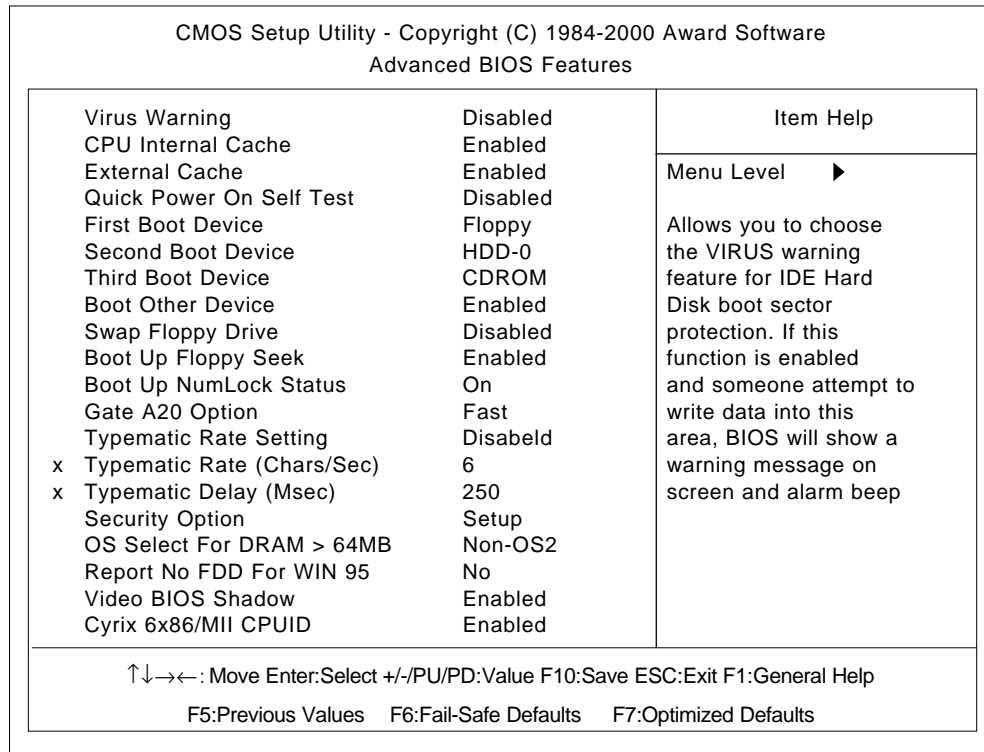 CMOS Setup Utility - Copyright (C) 1984-2000 Award Software
Advanced BIOS Features
Virus Warning Disabled
CPU Internal Cache Enabled
External Cache Enabled
Quick Power On Self Test Disabled
First Boot Device Floppy
Second Boot Device HDD-0
Third Boot Device CDROM
Boot Other Device Enabled
Swap Floppy Drive Disabled
Boot Up Floppy Seek Enabled
Boot Up NumLock Status On
Gate A20 Option Fast
Typematic Rate Setting Disabeld
x Typematic Rate (Chars/Sec) 6
x Typematic Delay (Msec) 250
Security Option Setup
OS Select For DRAM > 64MB Non-OS2
Report No FDD For WIN 95 No
Video BIOS Shadow Enabled
Cyrix 6x86/MII CPUID Enabled
Item Help
Menu Level ▶
Allows you to choose
the VIRUS warning
feature for IDE Hard
Disk boot sector
protection. If this
function is enabled
and someone attempt to
write data into this
area, BIOS will show a
warning message on
screen and alarm beep
↑↓→←: Move Enter:Select +/-/PU/PD:Value F10:Save ESC:Exit F1:General Help
F5:Previous Values F6:Fail-Safe Defaults F7:Optimized Defaults